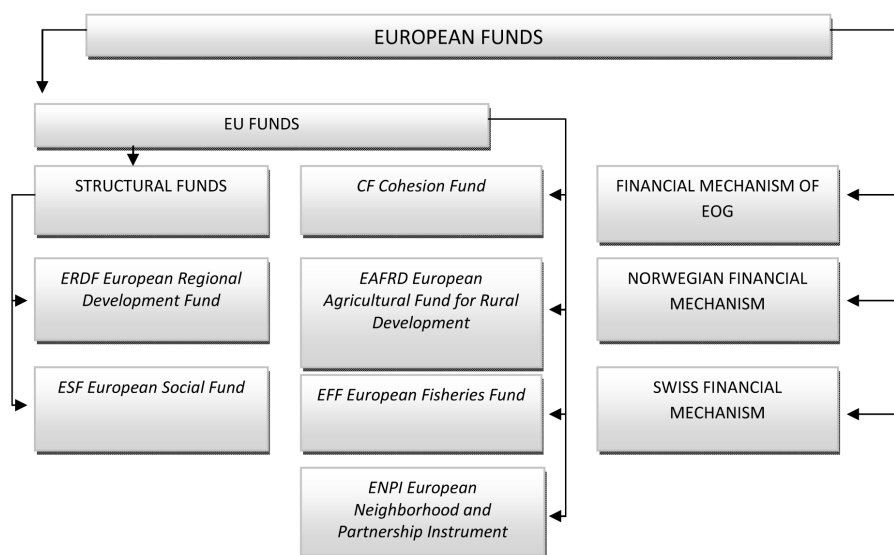 EUROPEAN FUNDS
EU FUNDS
STRUCTURAL FUNDS
CF Cohesion Fund
FINANCIAL MECHANISM OF
EOG
ERDF European Regional
Development Fund
EAFRD European
Agricultural Fund for Rural
Development
NORWEGIAN FINANCIAL
MECHANISM
ESF European Social Fund
EFF European Fisheries Fund
SWISS FINANCIAL
MECHANISM
ENPI European
Neighborhood and
Partnership Instrument